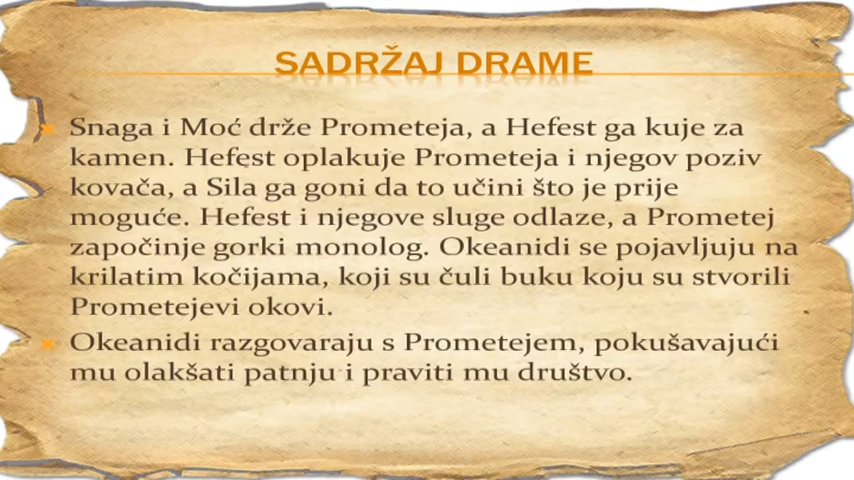 SADRŽAJ DRAME
Snaga i Moć drže Prometeja, a Hefest ga kuje za
kamen. Hefest oplakuje Prometeja i njegov poziv
kovača, a Sila ga goni da to učini što je prije
moguće. Hefest i njegove sluge odlaze, a Prometej
započinje gorki monolog. Okeanidi se pojavljuju na
krilatim kočijama, koji su čuli buku koju su stvorili
Prometejevi okovi.
Okeanidi razgovaraju s Prometejem, pokušavajući
mu olakšati patnju i praviti mu društvo.